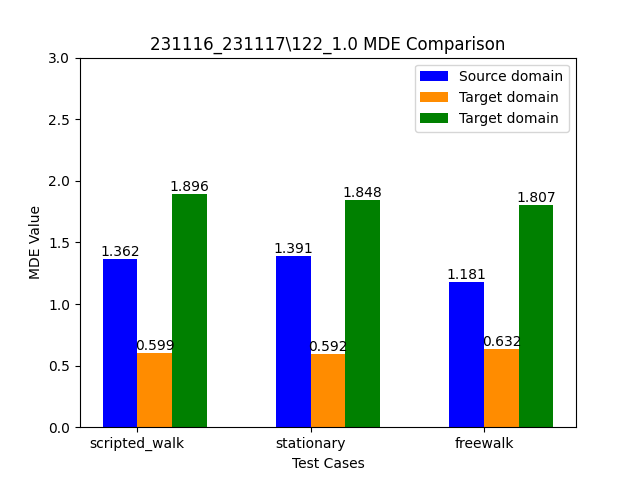 231116_231117\122_1.0 MDE Comparison
MDE Value
3.0
2.5
2.0
1.5
1.0
0.5
0.0
Source domain
Target domain
Target domain
1.362
0.599
1.896
1.391
0.592
1.848
1.181
0.632
1.807
scripted_walk
stationary
freewalk
Test Cases